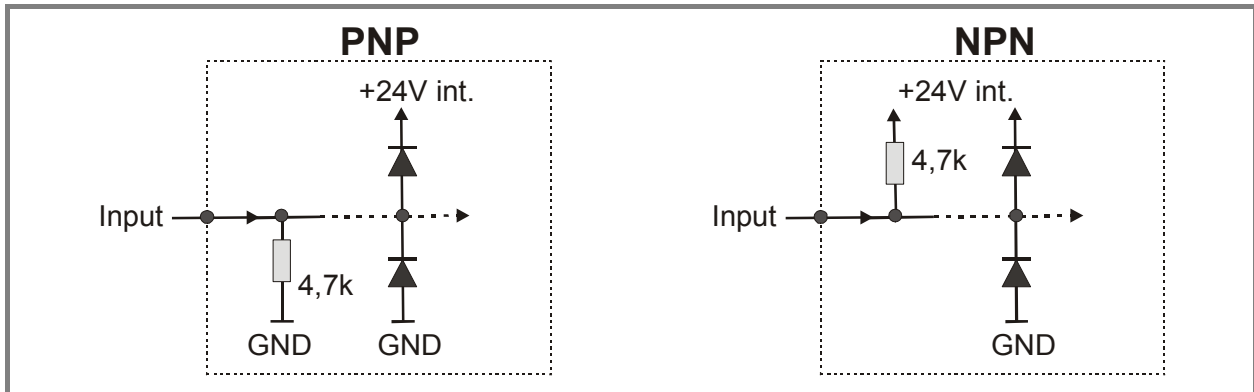 PNP
+24V int.
Input
4,7k
GND
GND
NPN
+24V int.
4,7k
Input
GND